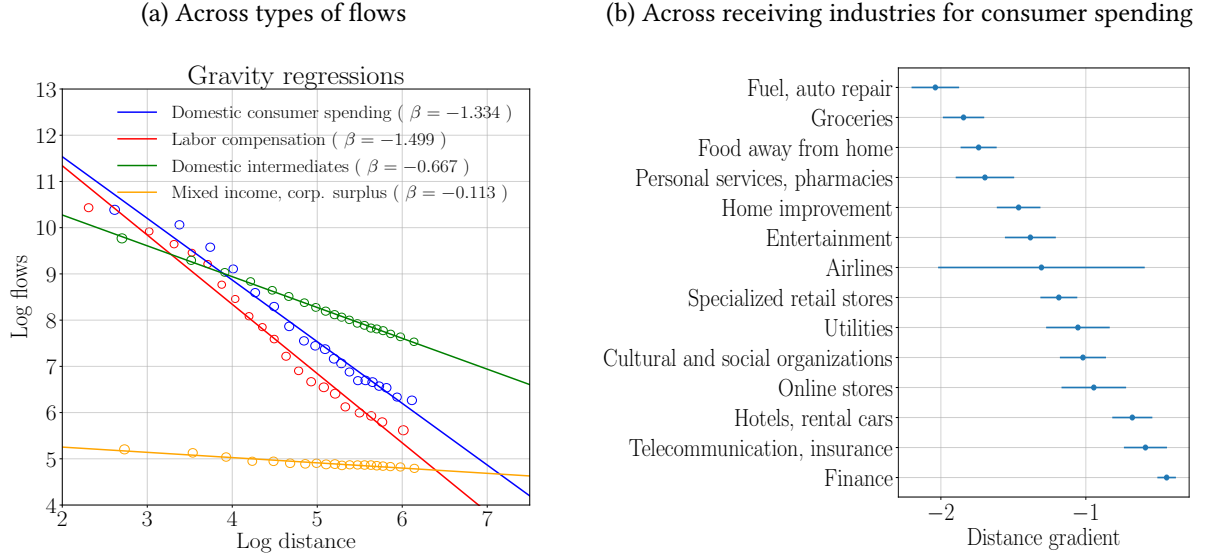 (a) Across types of flows
Gravity regressions
13
12
11
10
9
8
7
6
5
4
Log flows
Domestic consumer spending ( β = −1.334 )
Labor compensation ( β = −1.499 )
Domestic intermediates ( β = −0.667 )
Mixed income, corp. surplus ( β = −0.113 )
2 3 4 5 6 7
Log distance
(b) Across receiving industries for consumer spending
Fuel, auto repair
Groceries
Food away from home
Personal services, pharmacies
Home improvement
Entertainment
Airlines
Specialized retail stores
Utilities
Cultural and social organizations
Online stores
Hotels, rental cars
Telecommunication, insurance
Finance
−2 −1
Distance gradient